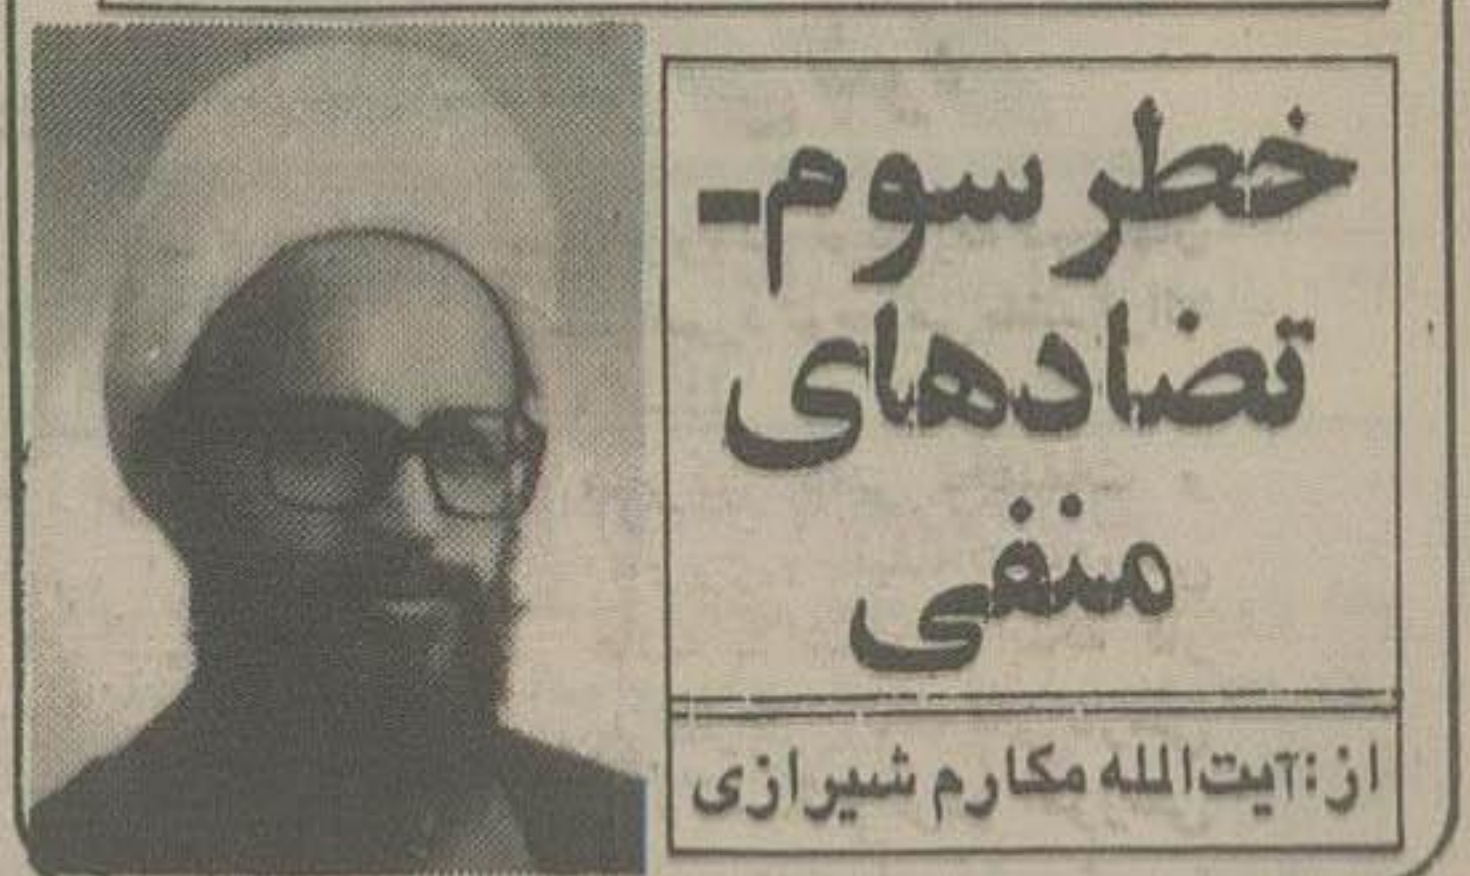 خطر سوم-
تضادهای
منفی
از: آیت‌الله مکارم شیرازی